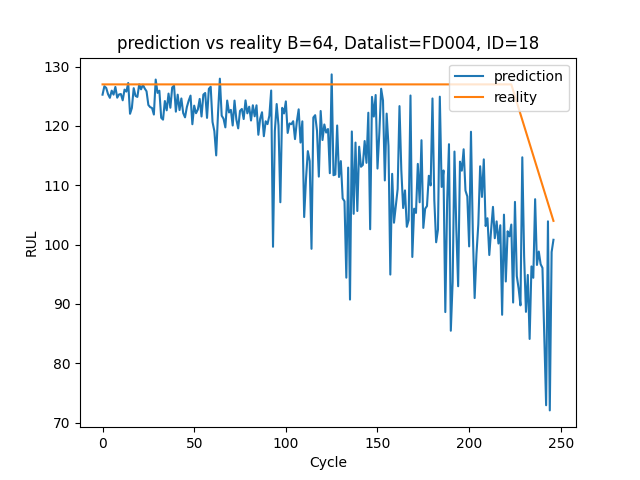 prediction vs reality B=64, Datalist=FD004, ID=18
130
120
110
100
90
80
70
RUL
prediction
reality
0
50
100
150
200
250
Cycle